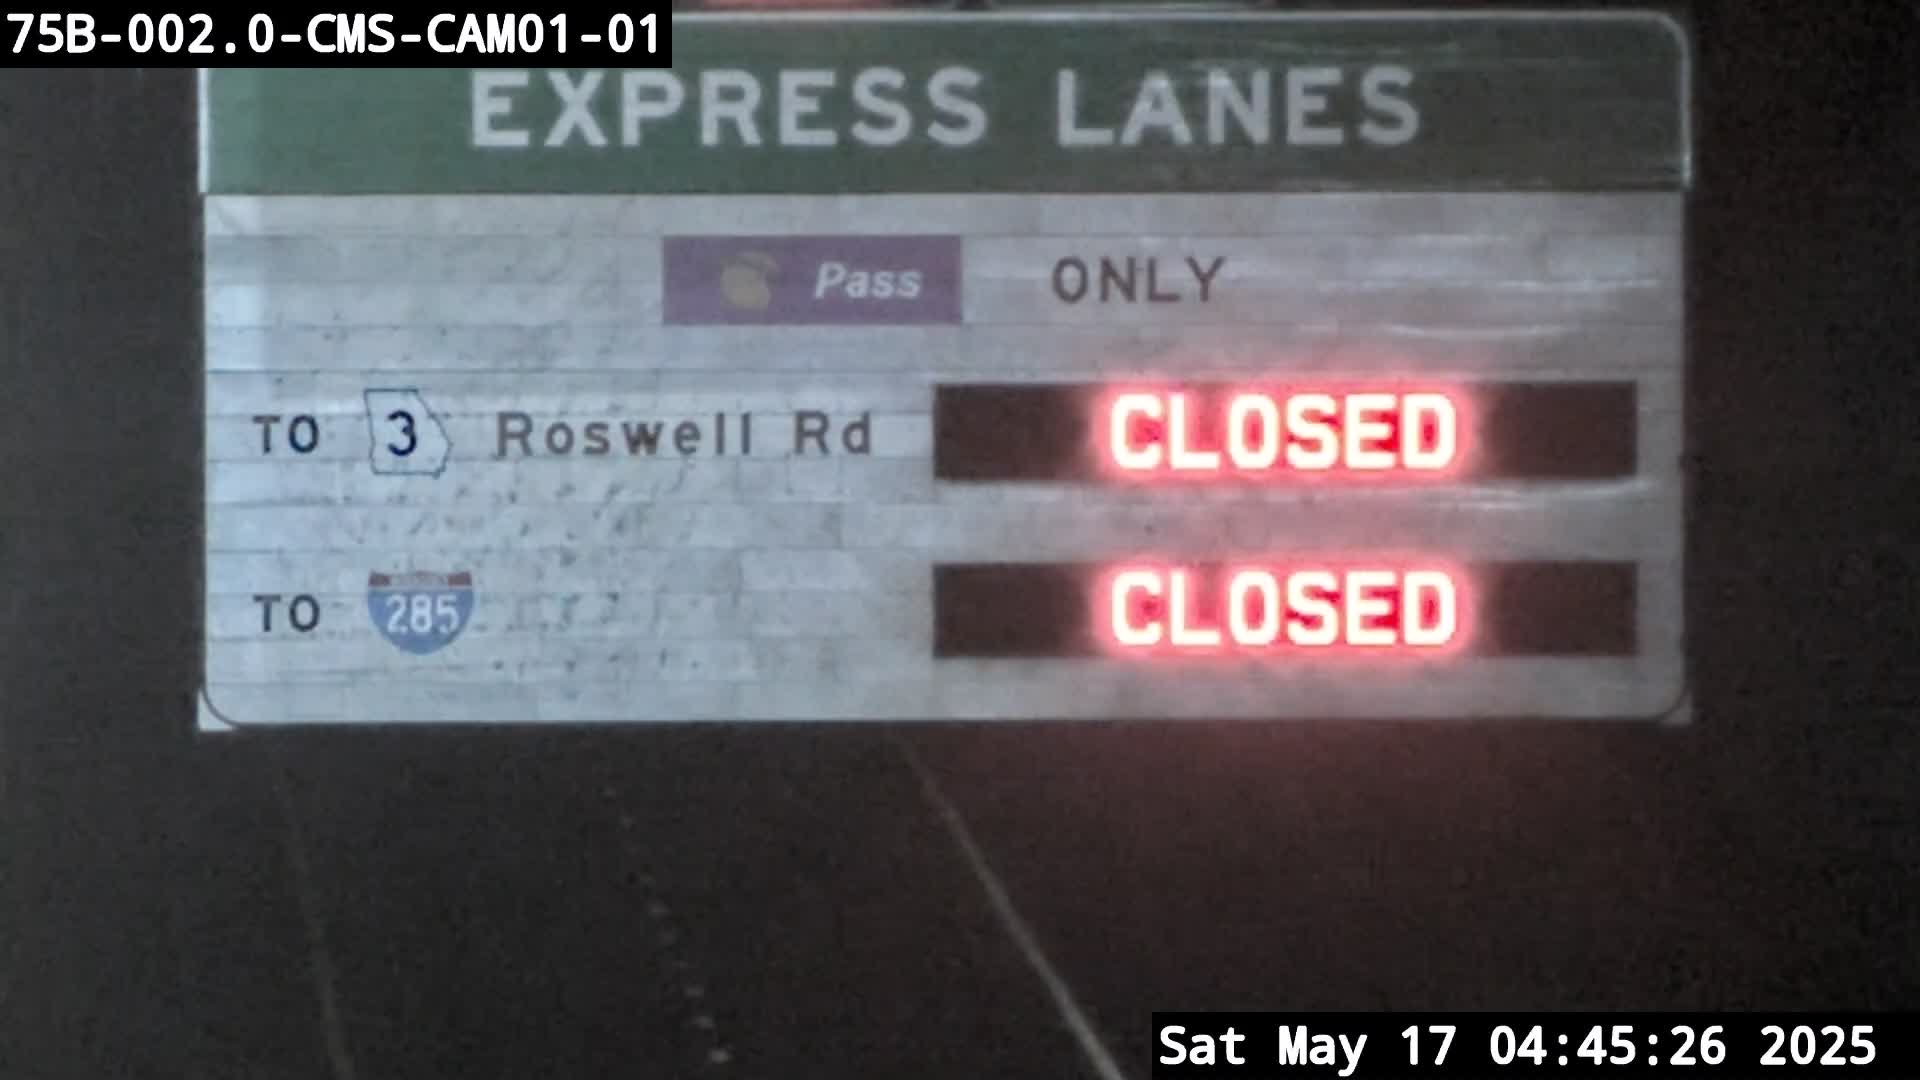 75B-002.0-CMS-CAM01-01
EXPRESS LANES
Pass ONLY
TO 3 Roswell Rd CLOSED
TO 285 CLOSED
Sat May 17 04:45:26 2025